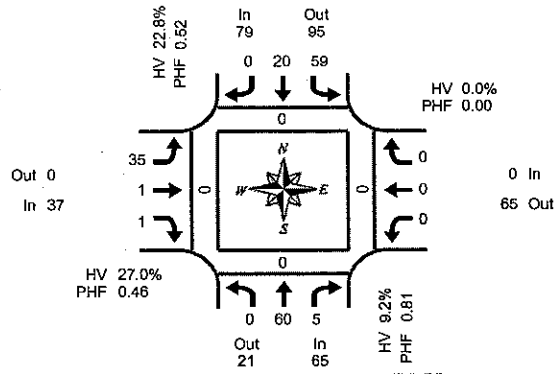 In Out
79 95
HV 22.8%
PHF 0.52
0 20 59
HV 0.0%
PHF 0.00
0
35
1
1
0
N
W E
S
0
0
0
0
Out 0
In 37
0 In
65 Out
0
HV 27.0%
PHF 0.46
0 60 5
HV 9.2%
PHF 0.81
Out In
21 65